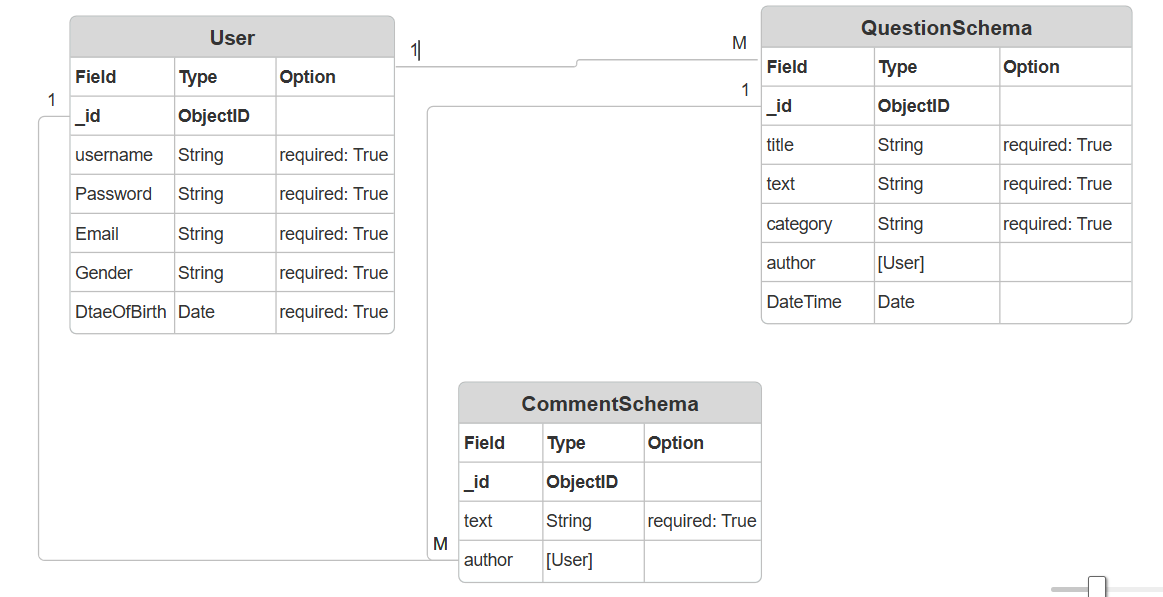 User
Field Type Option
_id ObjectID
username String required: True
Password String required: True
Email String required: True
Gender String required: True
DtaeOfBirth Date required: True
1
1
M
1
QuestionSchema
Field Type Option
_id ObjectID
title String required: True
text String required: True
category String required: True
author [User]
DateTime Date
CommentSchema
Field Type Option
_id ObjectID
text String required: True
author [User]
M